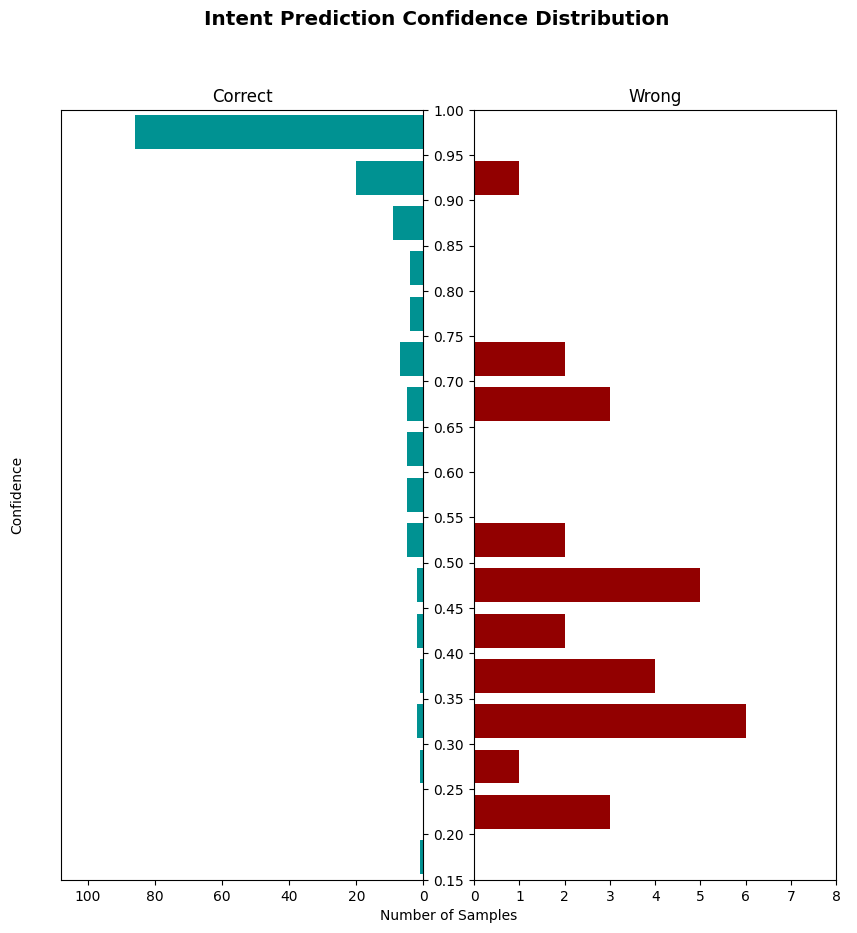 Intent Prediction Confidence Distribution
Correct
Wrong
1.00
0.95
0.90
0.85
0.80
0.75
0.70
0.65
0.60
0.55
0.50
0.45
0.40
0.35
0.30
0.25
0.20
0.15
Confidence
100 80 60 40 20 0
0 1 2 3 4 5 6 7 8
Number of Samples